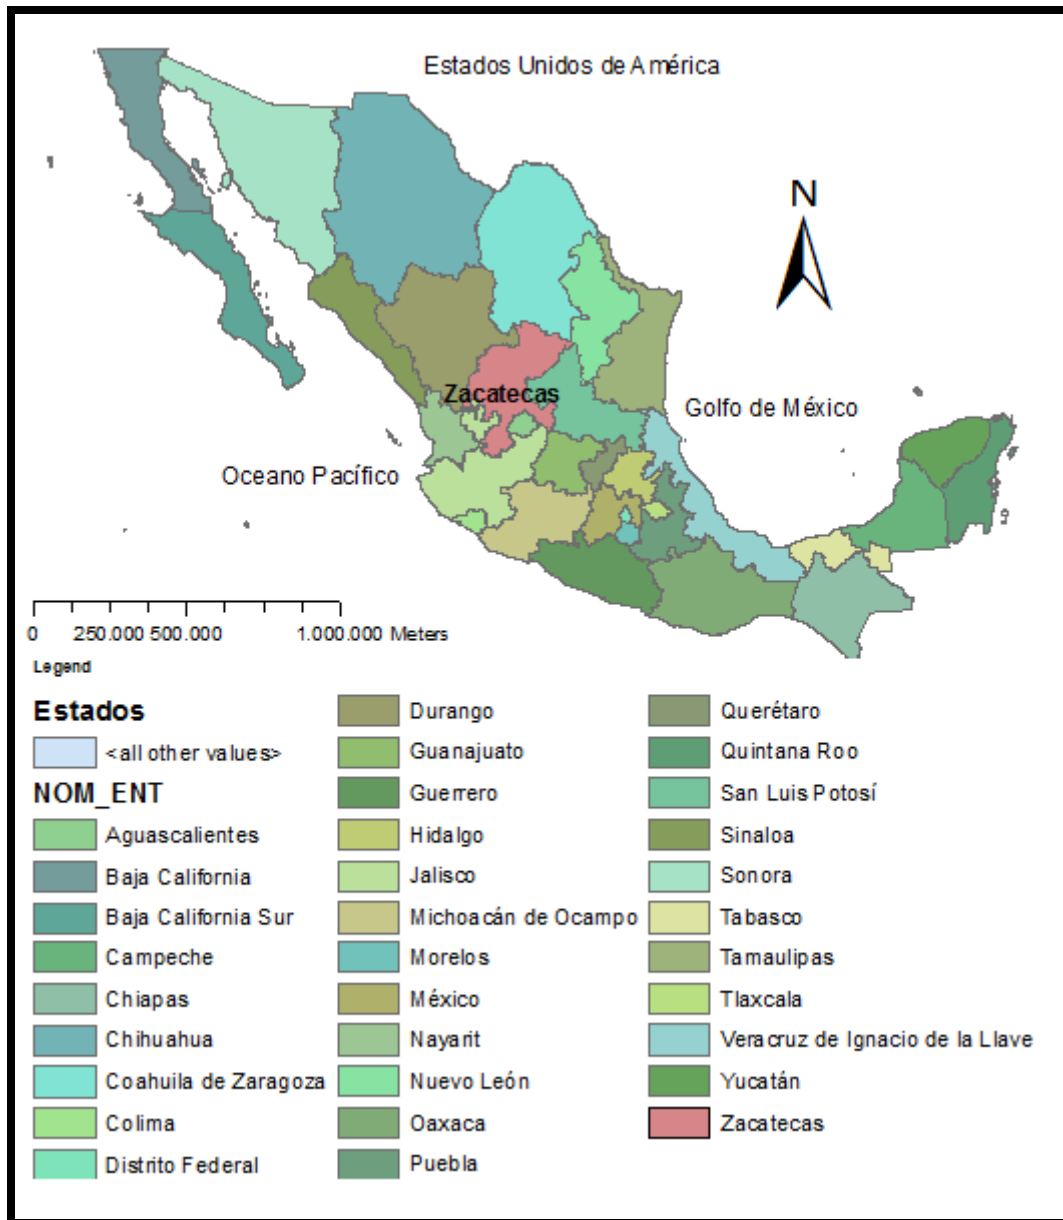 Estados Unidos de América
N
Zacatecas
Golfo de México
Oceano Pacífico
0 250.000 500.000 1.000.000 Meters
Legend
Estados
<all other values>
NOM_ENT
Aguascalientes
Baja California
Baja California Sur
Campeche
Chiapas
Chihuahua
Coahuila de Zaragoza
Colima
Distrito Federal
Durango
Guanajuato
Guerrero
Hidalgo
Jalisco
Michoacán de Ocampo
Morelos
México
Nayarit
Nuevo León
Oaxaca
Puebla
Querétaro
Quintana Roo
San Luis Potosí
Sinaloa
Sonora
Tabasco
Tamaulipas
Tlaxcala
Veracruz de Ignacio de la Llave
Yucatán
Zacatecas